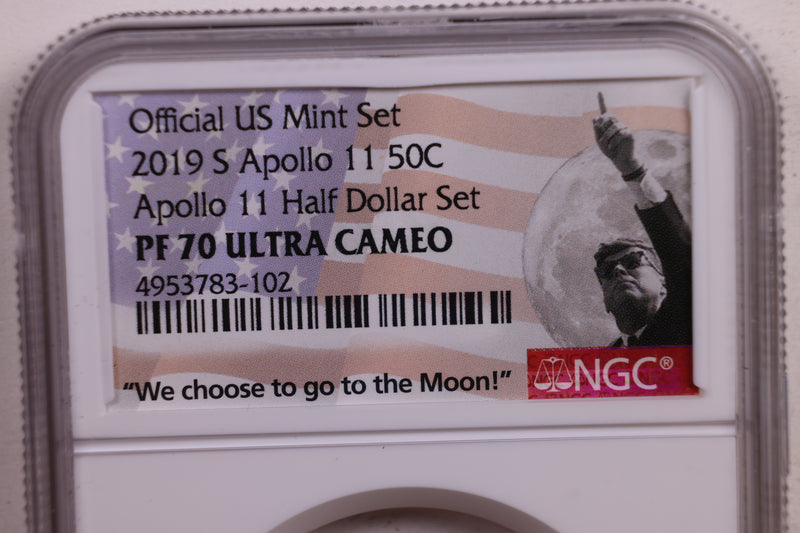 Official US Mint Set
2019 S Apollo 11 50C
Apollo 11 Half Dollar Set
PF 70 ULTRA CAMEO
4953783-102
“We choose to go to the Moon!”
NGC®